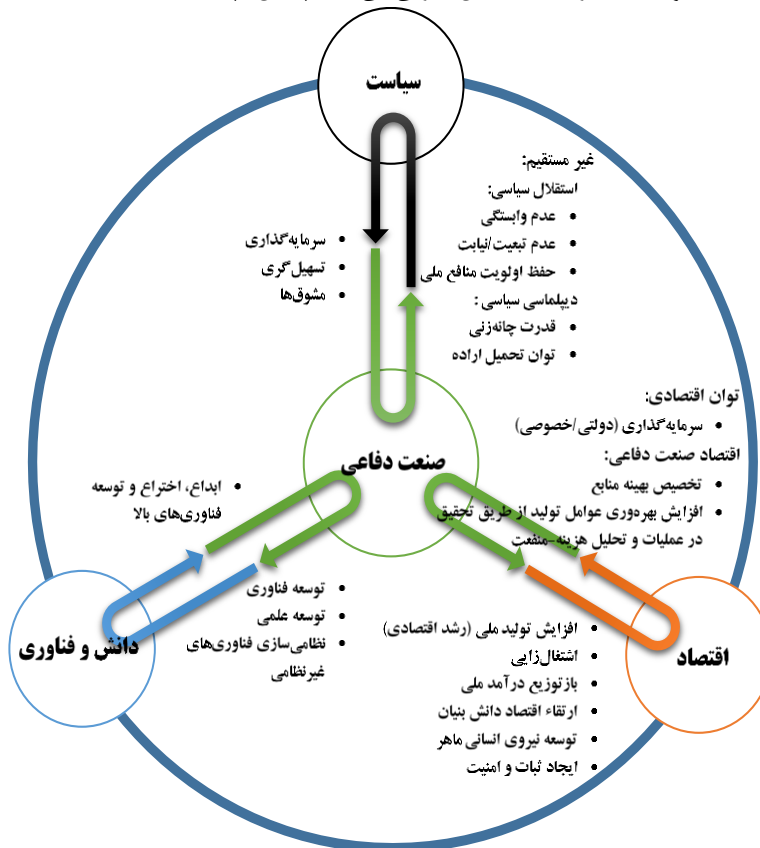 سیاست
غیر مستقیم:
استقلال سیاسی:
• عدم وابستگی
• عدم تبعیت/نیابت
• حفظ اولویت منافع ملی
دیپلماسی سیاسی:
• قدرت چانه‌زنی
• توان تحمیل اراده
• سرمایه‌گذاری
• تسهیل‌گری
• مشوق‌ها
توان اقتصادی:
• سرمایه‌گذاری (دولتی/خصوصی)
اقتصاد صنعت دفاعی:
• تخصیص بهینه منابع
• افزایش بهره‌وری عوامل تولید از طریق تحقیق
در عملیات و تحلیل هزینه-منفعت
صنعت دفاعی
• ابداع، اختراع و توسعه
فناوری‌های بالا
• توسعه فناوری
• توسعه علمی
• نظامی‌سازی فناوری‌های
غیرنظامی
دانش و فناوری
• افزایش تولید ملی (رشد اقتصادی)
• اشتغال‌زایی
• بازتوزیع درآمد ملی
• ارتقاء اقتصاد دانش بنیان
• توسعه نیروی انسانی ماهر
• ایجاد ثبات و امنیت
اقتصاد